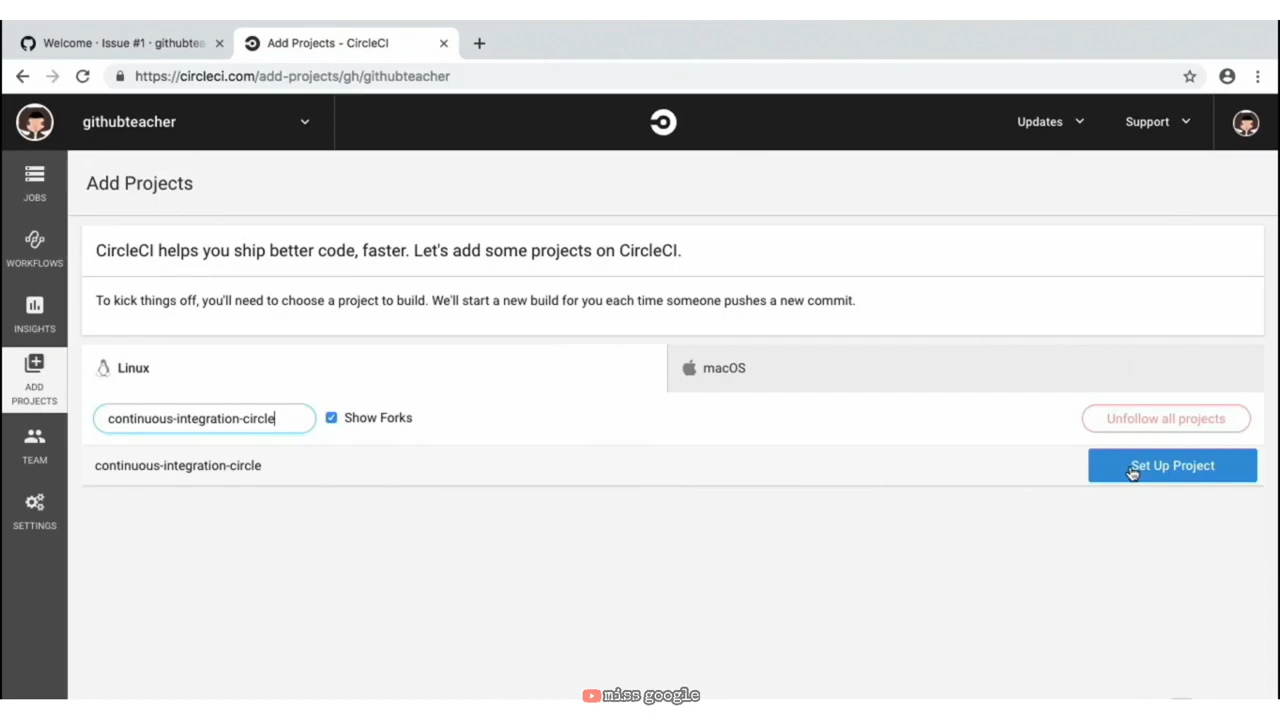 Welcome · Issue #1 · githubtea
Add Projects - CircleCI
https://circleci.com/add-projects/gh/githubteacher
githubteacher
Updates
Support
JOBS
WORKFLOWS
INSIGHTS
ADD
PROJECTS
TEAM
SETTINGS
Add Projects
CircleCI helps you ship better code, faster. Let's add some projects on CircleCI.
To kick things off, you'll need to choose a project to build. We'll start a new build for you each time someone pushes a new commit.
Linux
macOS
continuous-integration-circle
Show Forks
Unfollow all projects
continuous-integration-circle
Set Up Project
miss google